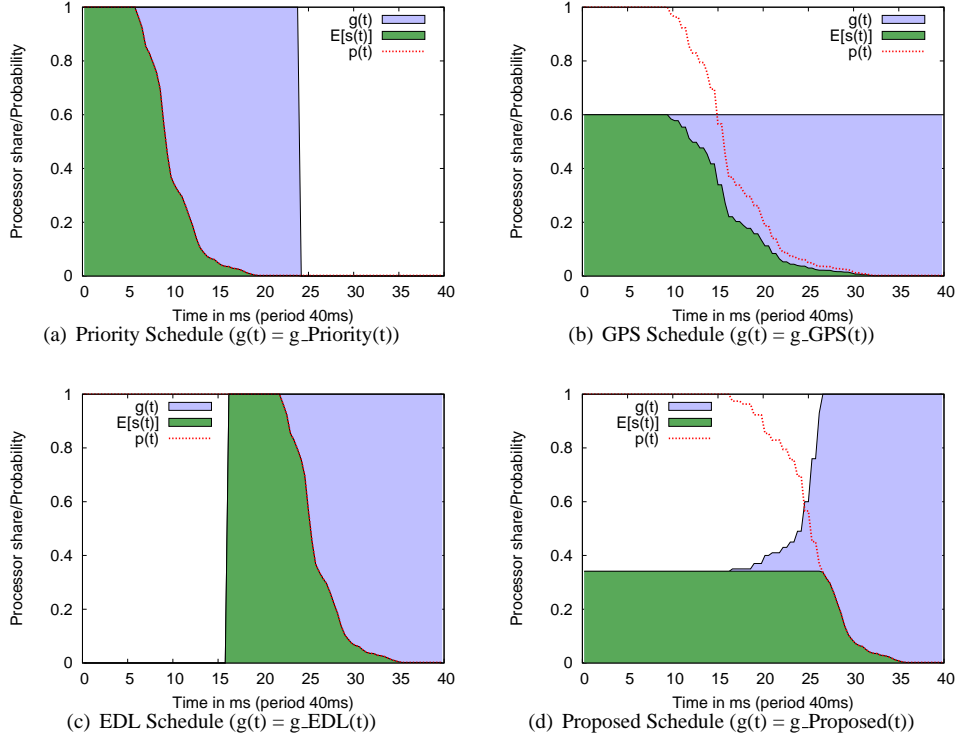 Processor share/Probability
1
0.8
0.6
0.4
0.2
0
g(t)
E[s(t)]
p(t)
0 5 10 15 20 25 30 35 40
Time in ms (period 40ms)
(a) Priority Schedule (g(t) = g_Priority(t))
Processor share/Probability
1
0.8
0.6
0.4
0.2
0
g(t)
E[s(t)]
p(t)
0 5 10 15 20 25 30 35 40
Time in ms (period 40ms)
(b) GPS Schedule (g(t) = g_GPS(t))
Processor share/Probability
1
0.8
0.6
0.4
0.2
0
g(t)
E[s(t)]
p(t)
0 5 10 15 20 25 30 35 40
Time in ms (period 40ms)
(c) EDL Schedule (g(t) = g_EDL(t))
Processor share/Probability
1
0.8
0.6
0.4
0.2
0
g(t)
E[s(t)]
p(t)
0 5 10 15 20 25 30 35 40
Time in ms (period 40ms)
(d) Proposed Schedule (g(t) = g_Proposed(t))